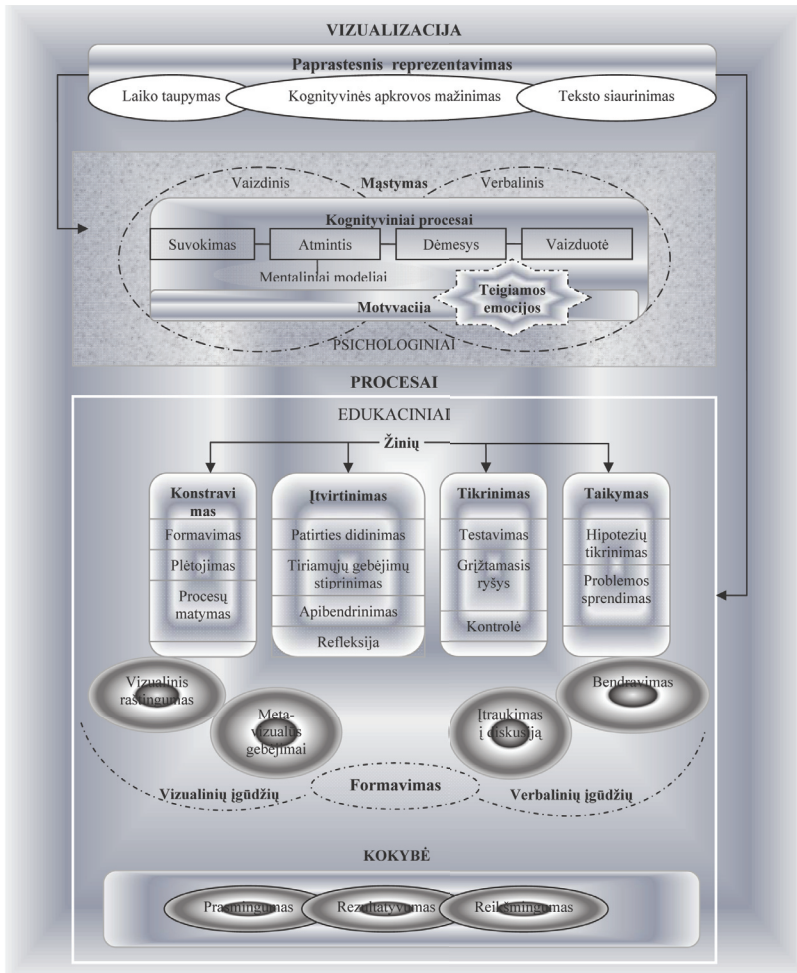 VIZUALIZACIJA
Paprastesnis reprezentavimas
Laiko taupymas
Kognityvinės apkrovos mažinimas
Teksto siaurinimas
Vaizdinis
Mąstymas
Verbalinis
Kognityviniai procesai
Suvokimas
Atmintis
Dėmesys
Vaizduotė
Mentaliniai modeliai
Motyvacija
Teigiamos
emocijos
PSICHOLOGINIAI
PROCESAI
EDUKACINIAI
Žinių
Konstravi
mas
Formavimas
Plėtojimas
Procesų
matymas
Įtvirtinimas
Patirties didinimas
Tiriamųjų gebėjimų
stiprinimas
Apibendrinimas
Refleksija
Tikrinimas
Testavimas
Grįžtamasis
ryšys
Kontrolė
Taikymas
Hipotezių
tikrinimas
Problemos
sprendimas
Vizualinis
raštingumas
Meta-
vizualūs
gebėjimai
Įtraukimas
į diskusiją
Bendravimas
Vizualinių įgūdžių
Formavimas
Verbalinių įgūdžių
KOKYBĖ
Prasmingumas
Rezultatyvumas
Reikšmingumas